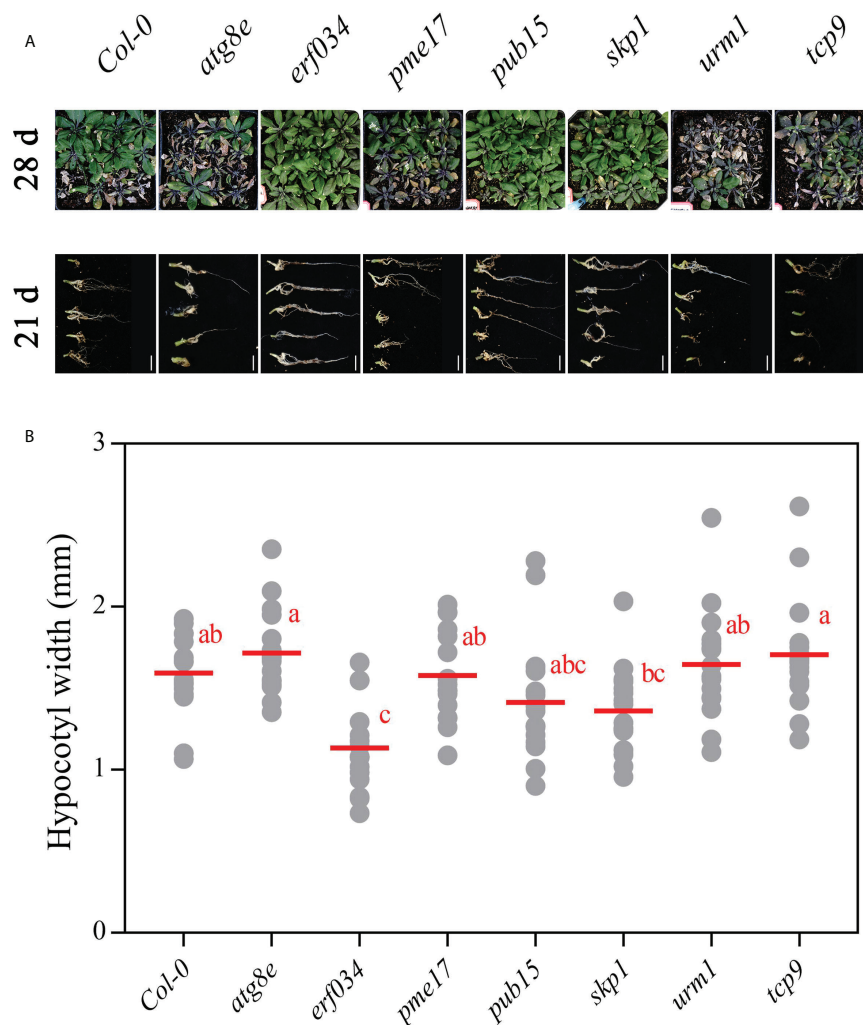 A
Col-0 atg8e erf034 pme17 pub15 skp1 urm1 tcp9
28 d
21 d
B
3
2
1
0
Hypocotyl width (mm)
ab
a
c
ab
abc
bc
ab
a
Col-0 atg8e erf034 pme17 pub15 skp1 urm1 tcp9